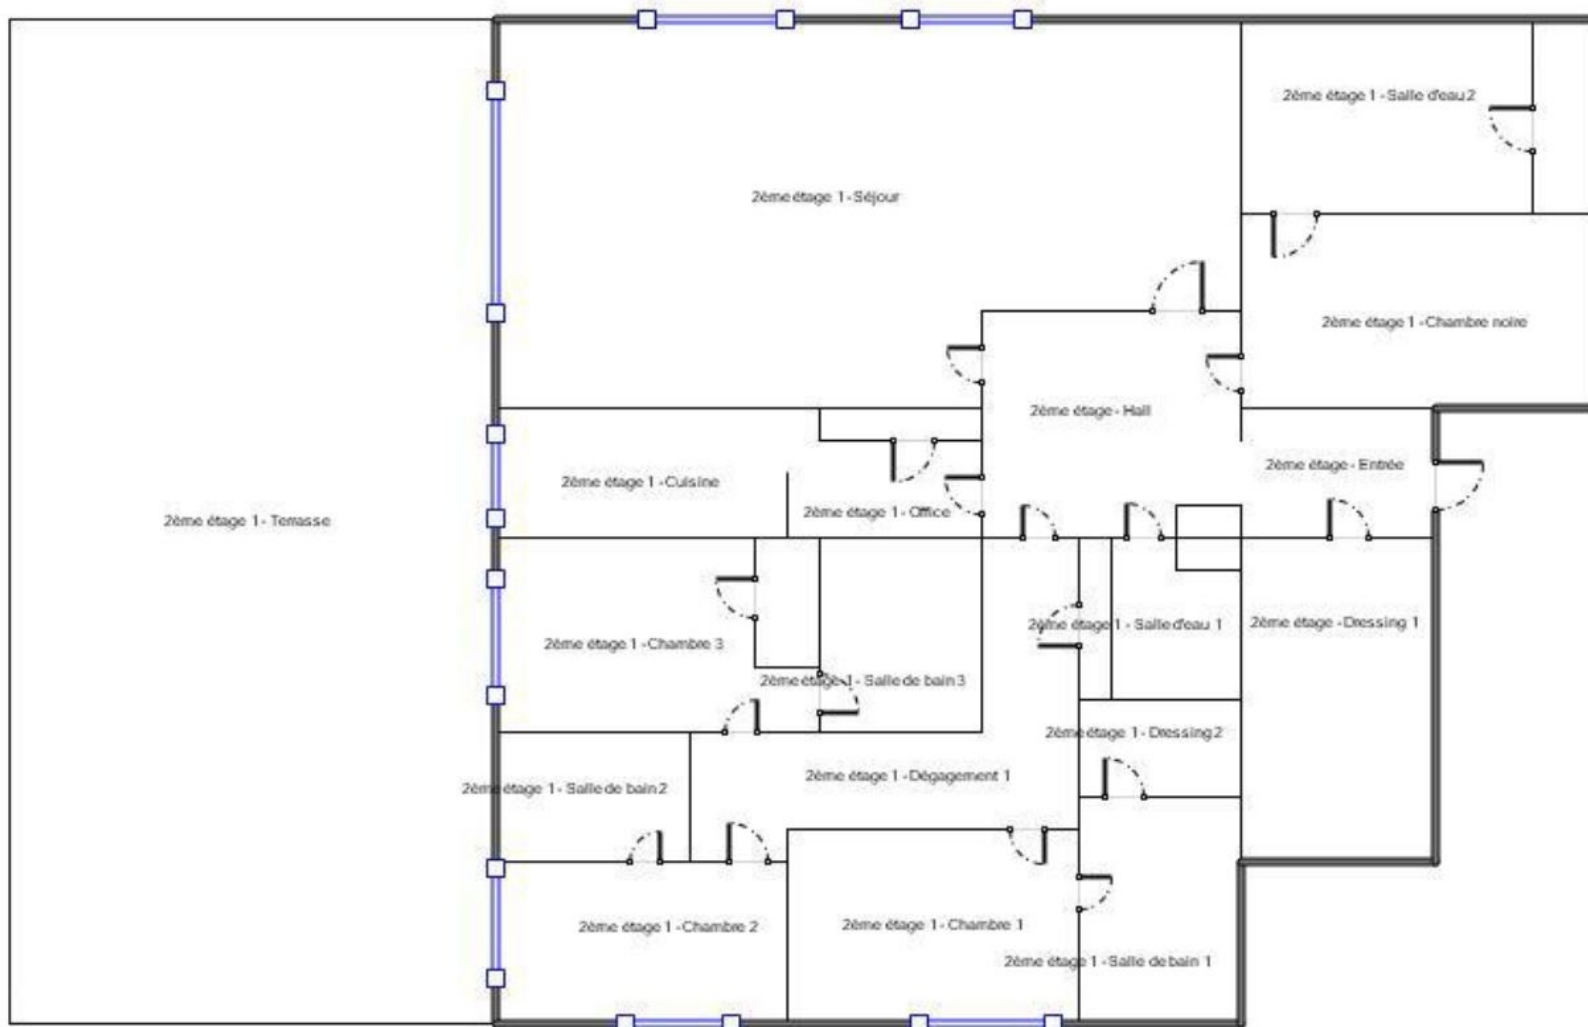 2ème étage 1 - Salle d'eau 2
2ème étage 1 - Séjour
2ème étage 1 - Chambre noire
2ème étage - Hall
2ème étage - Entrée
2ème étage 1 - Cuisine
2ème étage 1 - Office
2ème étage 1 - Terrasse
2ème étage 1 - Salle d'eau 1
2ème étage - Dressing 1
2ème étage 1 - Chambre 3
2ème étage 1 - Salle de bain 3
2ème étage 1 - Dressing 2
2ème étage 1 - Dégagement 1
2ème étage 1 - Salle de bain 2
2ème étage 1 - Chambre 2
2ème étage 1 - Chambre 1
2ème étage 1 - Salle de bain 1